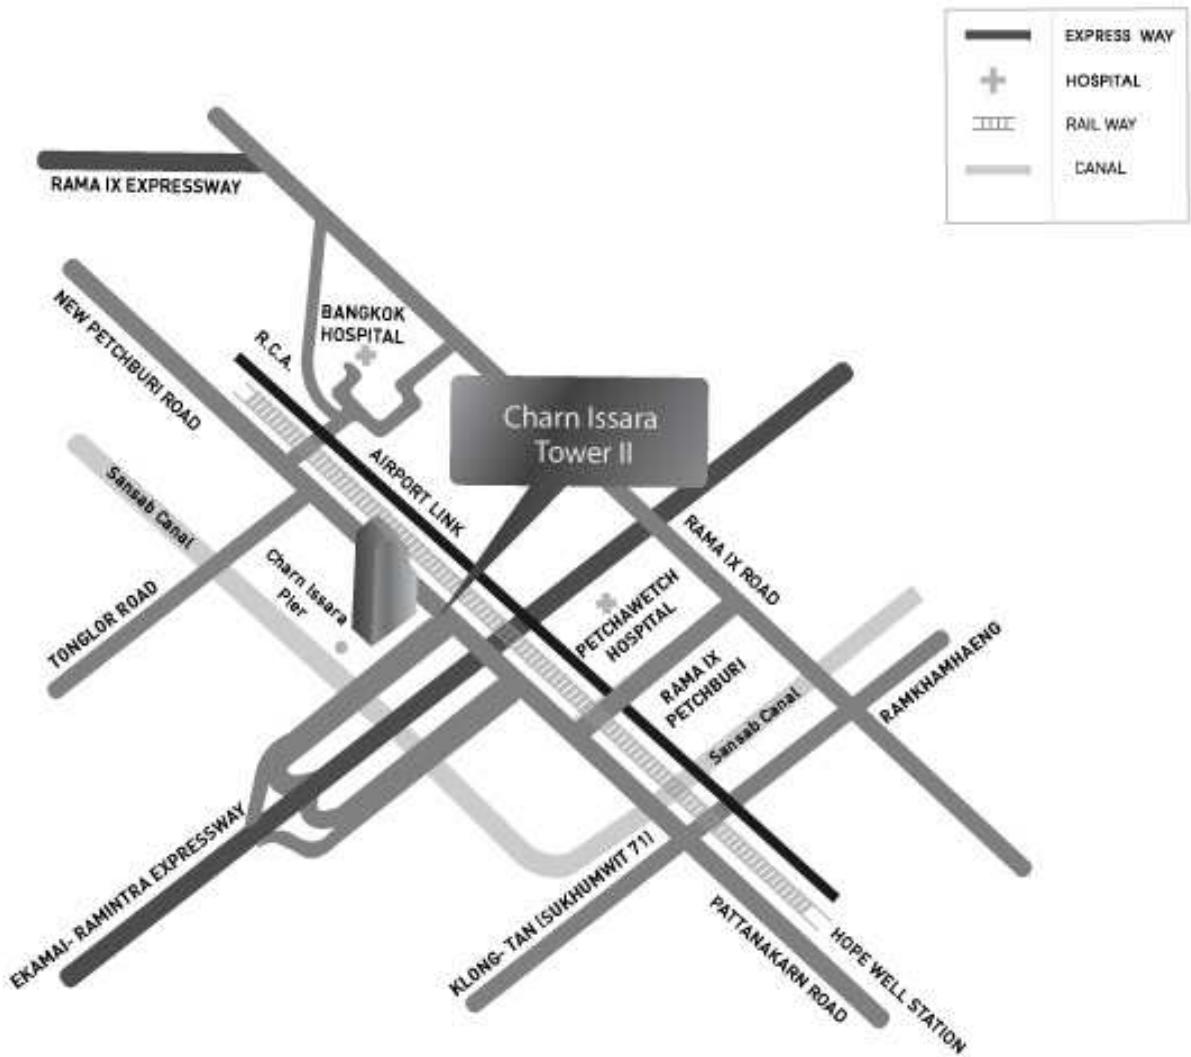 EXPRESS WAY
HOSPITAL
RAIL WAY
CANAL
RAMA IX EXPRESSWAY
NEW PETCHBURI ROAD
R.C.A.
BANGKOK
HOSPITAL
Charn Issara
Tower II
AIRPORT LINK
Sansab Canal
Charn Issara
Pier
TONGLOR ROAD
RAMA IX ROAD
PETCHAWETCH
HOSPITAL
RAMA IX
PETCHBURI
Sansab Canal
RAMKHAMHAENG
EKAMAI- RAMINTRA EXPRESSWAY
KLONG- TAN (SUKHUMWIT 71)
PATTANAKARN ROAD
HOPE WELL STATION